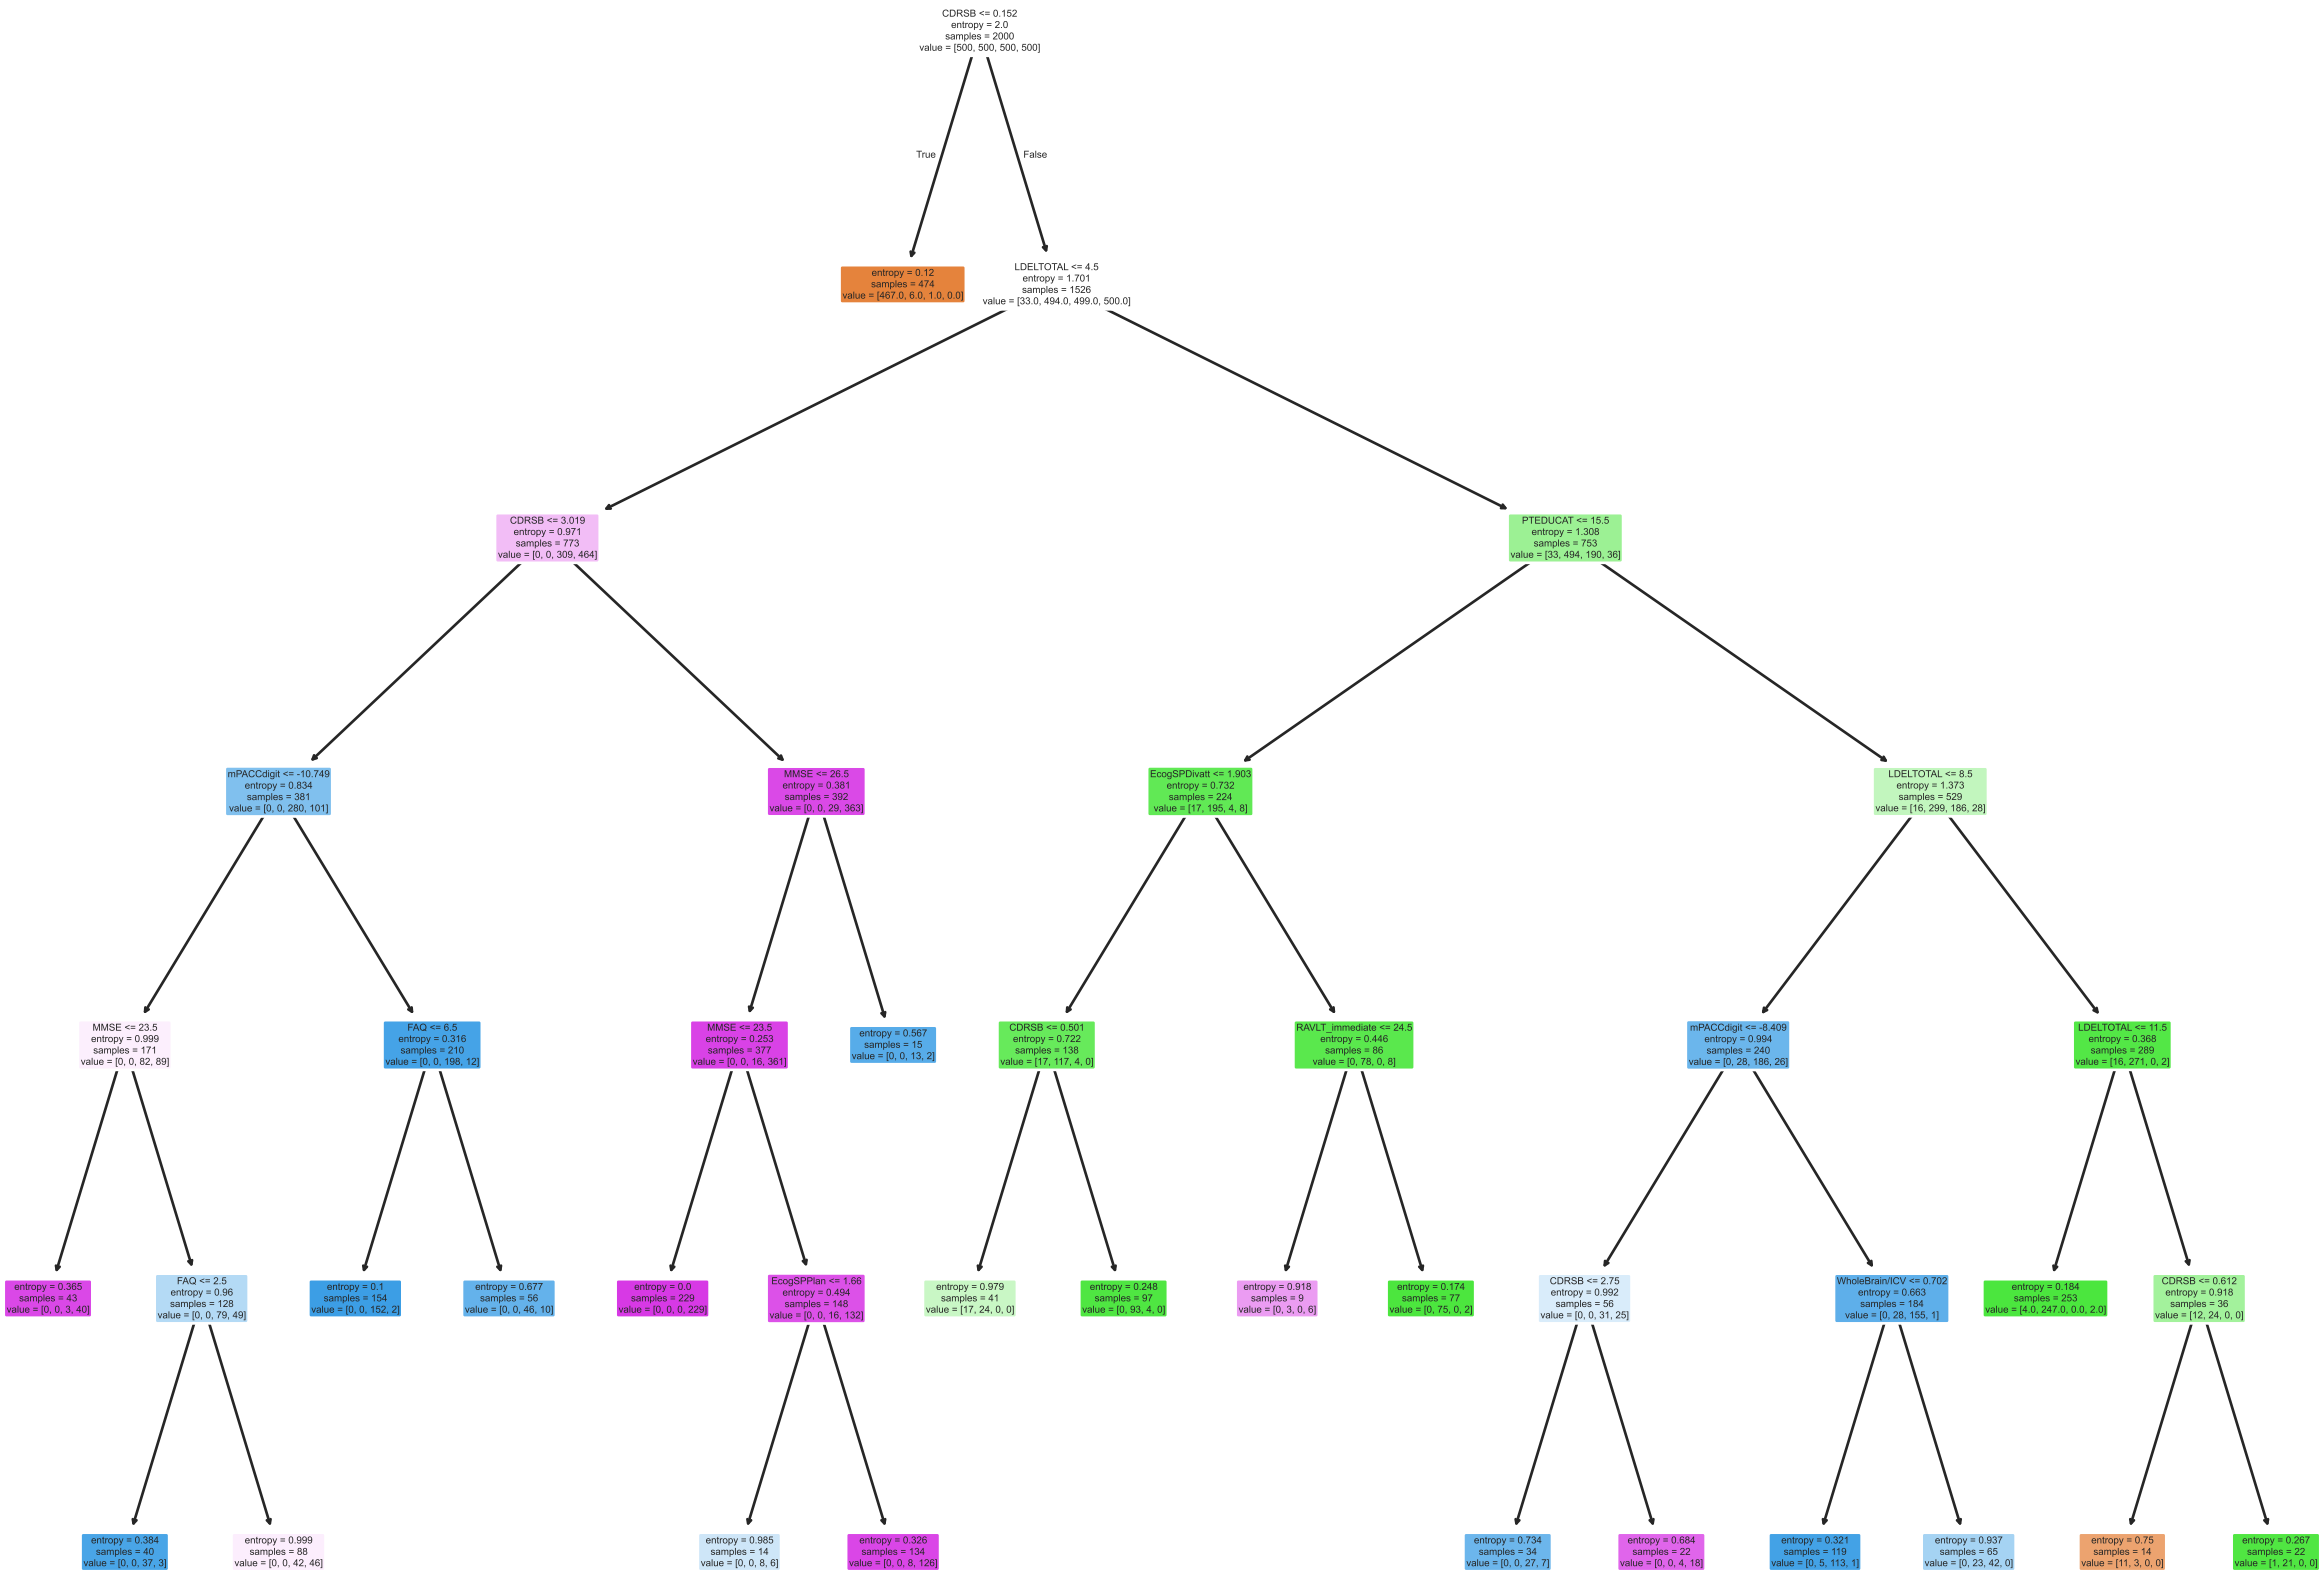 CDRSB <= 0.152
entropy = 2.0
samples = 2000
value = [500, 500, 500, 500]
True
False
entropy = 0.12
samples = 474
value = [467.0, 6.0, 1.0, 0.0]
LDELTOTAL <= 4.5
entropy = 1.701
samples = 1526
value = [33.0, 494.0, 499.0, 500.0]
CDRSB <= 3.019
entropy = 0.971
samples = 773
value = [0, 0, 309, 464]
PTEDUCAT <= 15.5
entropy = 1.308
samples = 753
value = [33, 494, 190, 36]
mPACCdigit <= -10.749
entropy = 0.834
samples = 381
value = [0, 0, 280, 101]
MMSE <= 26.5
entropy = 0.381
samples = 392
value = [0, 0, 29, 363]
EcogSPDivatt <= 1.903
entropy = 0.732
samples = 224
value = [17, 195, 4, 8]
LDELTOTAL <= 8.5
entropy = 1.373
samples = 529
value = [16, 299, 186, 28]
MMSE <= 23.5
entropy = 0.999
samples = 171
value = [0, 0, 82, 89]
FAQ <= 6.5
entropy = 0.316
samples = 210
value = [0, 0, 198, 12]
MMSE <= 23.5
entropy = 0.253
samples = 377
value = [0, 0, 16, 361]
entropy = 0.567
samples = 15
value = [0, 0, 13, 2]
CDRSB <= 0.501
entropy = 0.722
samples = 138
value = [17, 117, 4, 0]
RAVLT_immediate <= 24.5
entropy = 0.446
samples = 86
value = [0, 78, 0, 8]
mPACCdigit <= -8.409
entropy = 0.994
samples = 240
value = [0, 28, 186, 26]
LDELTOTAL <= 11.5
entropy = 0.368
samples = 289
value = [16, 271, 0, 2]
entropy = 0.365
samples = 43
value = [0, 0, 3, 40]
FAQ <= 2.5
entropy = 0.96
samples = 128
value = [0, 0, 79, 49]
entropy = 0.1
samples = 154
value = [0, 0, 152, 2]
entropy = 0.677
samples = 56
value = [0, 0, 46, 10]
entropy = 0.0
samples = 229
value = [0, 0, 0, 229]
EcogSPPlan <= 1.66
entropy = 0.494
samples = 148
value = [0, 0, 16, 132]
entropy = 0.979
samples = 41
value = [17, 24, 0, 0]
entropy = 0.248
samples = 97
value = [0, 93, 4, 0]
entropy = 0.918
samples = 9
value = [0, 3, 0, 6]
entropy = 0.174
samples = 77
value = [0, 75, 0, 2]
CDRSB <= 2.75
entropy = 0.992
samples = 56
value = [0, 0, 31, 25]
WholeBrain/ICV <= 0.702
entropy = 0.663
samples = 184
value = [0, 28, 155, 1]
entropy = 0.184
samples = 253
value = [4.0, 247.0, 0.0, 2.0]
CDRSB <= 0.612
entropy = 0.918
samples = 36
value = [12, 24, 0, 0]
entropy = 0.384
samples = 40
value = [0, 0, 37, 3]
entropy = 0.999
samples = 88
value = [0, 0, 42, 46]
entropy = 0.985
samples = 14
value = [0, 0, 8, 6]
entropy = 0.326
samples = 134
value = [0, 0, 8, 126]
entropy = 0.734
samples = 34
value = [0, 0, 27, 7]
entropy = 0.684
samples = 22
value = [0, 0, 4, 18]
entropy = 0.321
samples = 119
value = [0, 5, 113, 1]
entropy = 0.937
samples = 65
value = [0, 23, 42, 0]
entropy = 0.75
samples = 14
value = [11, 3, 0, 0]
entropy = 0.267
samples = 22
value = [1, 21, 0, 0]